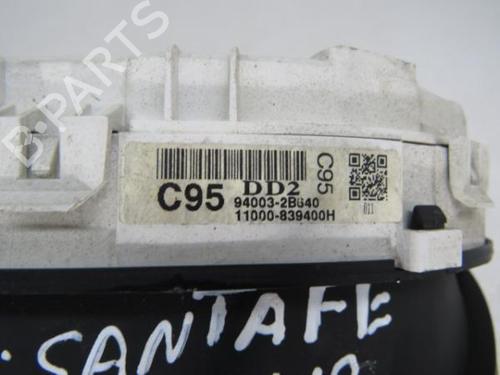 C95 DD2 C95
94003-2B640
11000-839400H
B-PARTS
SANTAFE